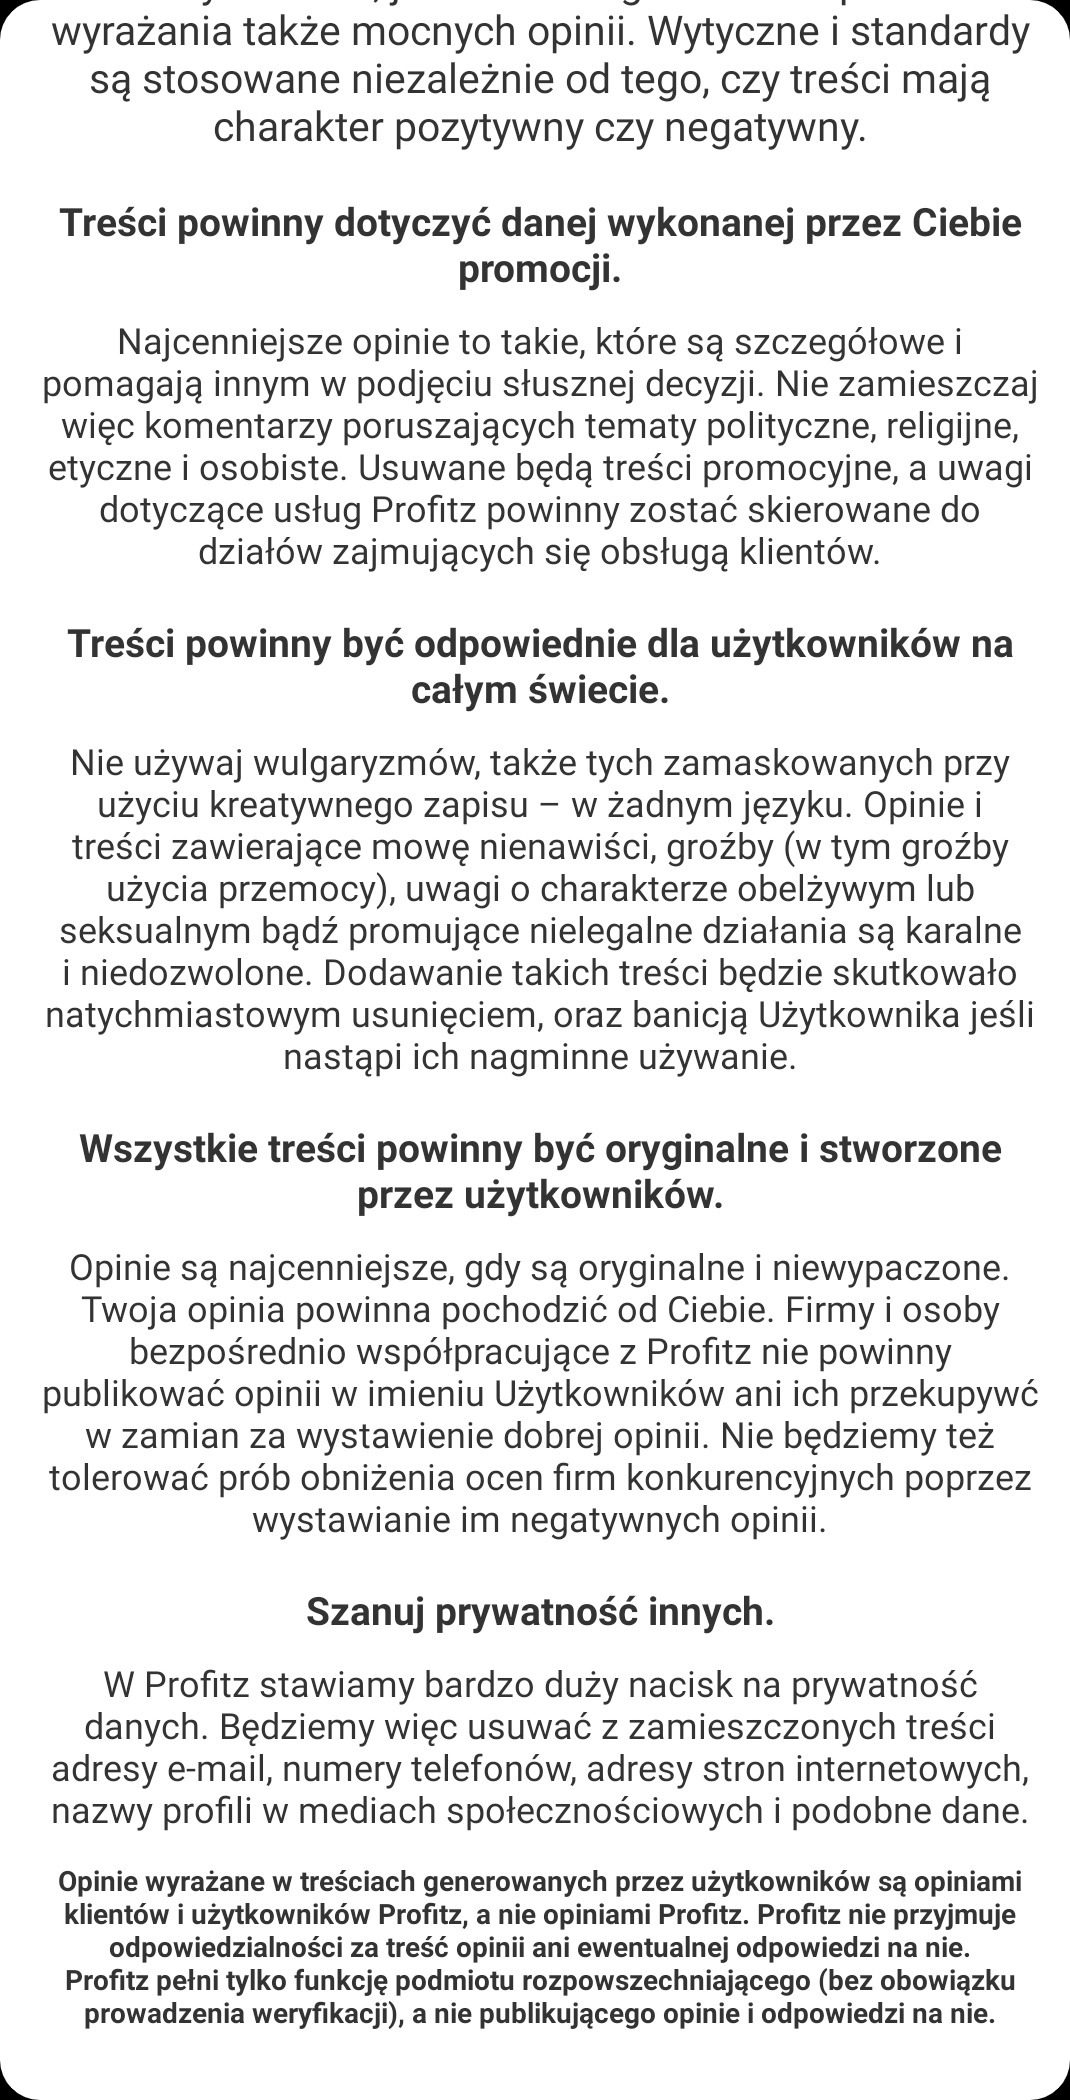 wyrażania także mocnych opinii. Wytyczne i standardy
są stosowane niezależnie od tego, czy treści mają
charakter pozytywny czy negatywny.
Treści powinny dotyczyć danej wykonanej przez Ciebie
promocji.
Najcenniejsze opinie to takie, które są szczegółowe i
pomagają innym w podjęciu słusznej decyzji. Nie zamieszczaj
więc komentarzy poruszających tematy polityczne, religijne,
etyczne i osobiste. Usuwane będą treści promocyjne, a uwagi
dotyczące usług Profitz powinny zostać skierowane do
działów zajmujących się obsługą klientów.
Treści powinny być odpowiednie dla użytkowników na
całym świecie.
Nie używaj wulgaryzmów, także tych zamaskowanych przy
użyciu kreatywnego zapisu – w żadnym języku. Opinie i
treści zawierające mowę nienawiści, groźby (w tym groźby
użycia przemocy), uwagi o charakterze obelżywym lub
seksualnym bądź promujące nielegalne działania są karalne
i niedozwolone. Dodawanie takich treści będzie skutkowało
natychmiastowym usunięciem, oraz banicją Użytkownika jeśli
nastąpi ich nagminne używanie.
Wszystkie treści powinny być oryginalne i stworzone
przez użytkowników.
Opinie są najcenniejsze, gdy są oryginalne i niewypaczone.
Twoja opinia powinna pochodzić od Ciebie. Firmy i osoby
bezpośrednio współpracujące z Profitz nie powinny
publikować opinii w imieniu Użytkowników ani ich przekupywć
w zamian za wystawienie dobrej opinii. Nie będziemy też
tolerować prób obniżenia ocen firm konkurencyjnych poprzez
wystawianie im negatywnych opinii.
Szanuj prywatność innych.
W Profitz stawiamy bardzo duży nacisk na prywatność
danych. Będziemy więc usuwać z zamieszczonych treści
adresy e-mail, numery telefonów, adresy stron internetowych,
nazwy profili w mediach społecznościowych i podobne dane.
Opinie wyrażane w treściach generowanych przez użytkowników są opiniami
klientów i użytkowników Profitz, a nie opiniami Profitz. Profitz nie przyjmuje
odpowiedzialności za treść opinii ani ewentualnej odpowiedzi na nie.
Profitz pełni tylko funkcję podmiotu rozpowszechniającego (bez obowiązku
prowadzenia weryfikacji), a nie publikującego opinie i odpowiedzi na nie.